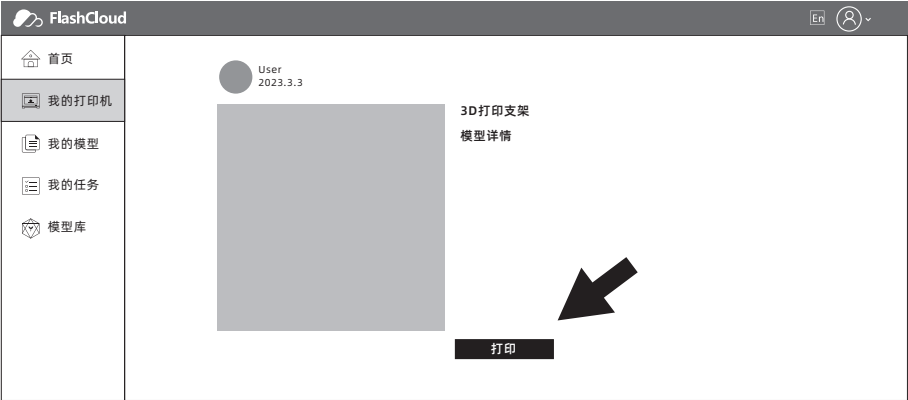 FlashCloud
En
首页
我的打印机
我的模型
我的任务
模型库
User
2023.3.3
3D打印支架
模型详情
打印